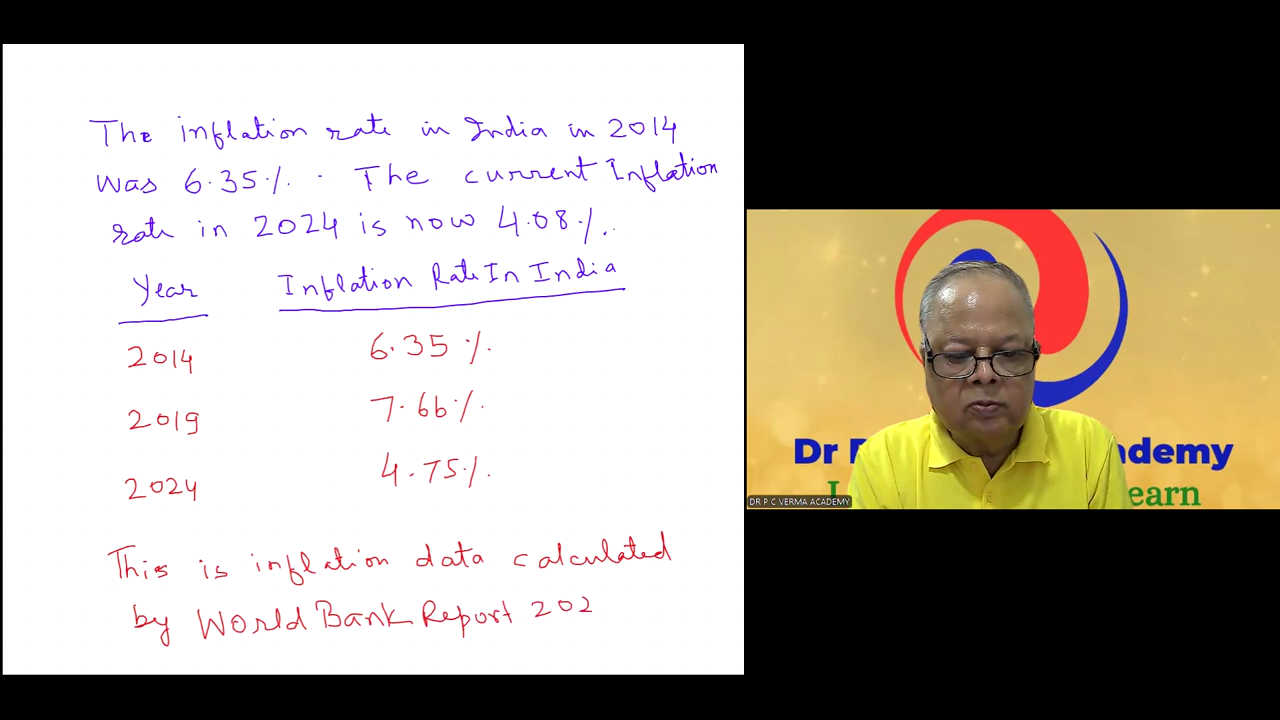 The inflation rate in India in 2014
was 6.35%. The current Inflation
rate in 2024 is now 4.08%.
Year Inflation Rate In India
2014 6.35%.
2019 7.66%.
2024 4.75%.
This is inflation data calculated
by World Bank Report 202
Dr ademy
earn
DR P C VERMA ACADEMY